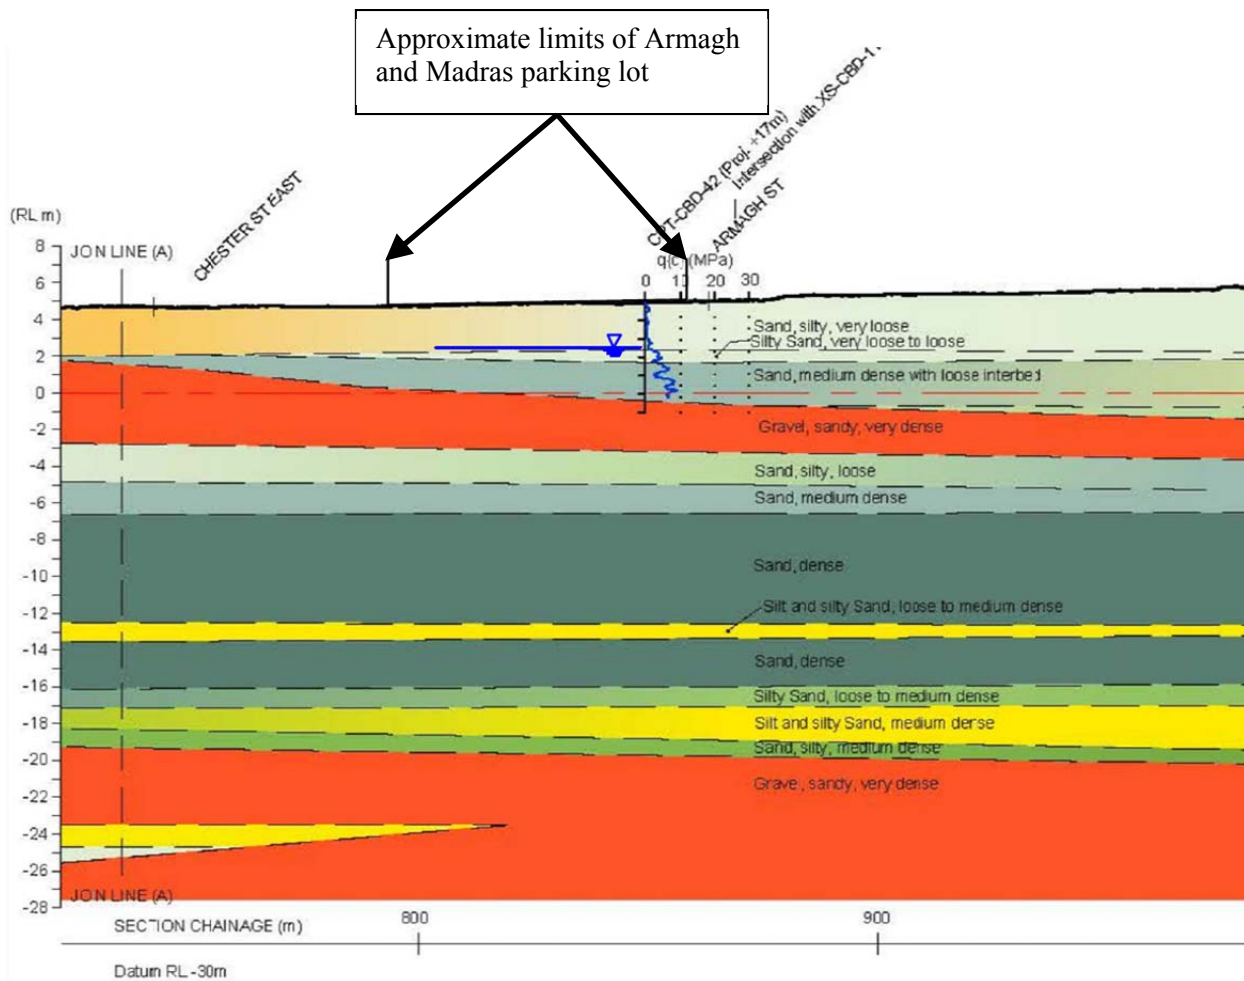 Approximate limits of Armagh
and Madras parking lot
CHESTER ST EAST
CPT-CBD-42 (Proj. +17m)
Intersection with XS-CBD-11
ARMAGH ST
(RL m)
JOIN LINE (A)
q{c} (MPa)
0 10 20 30
8
6
4
2
0
-2
-4
-6
-8
-10
-12
-14
-16
-18
-20
-22
-24
-26
-28
Sand, silty, very loose
Silty Sand, very loose to loose
Sand, medium dense with loose interbed
Gravel, sandy, very dense
Sand, silty, loose
Sand, medium dense
Sand, dense
Silt and silty Sand, loose to medium dense
Sand, dense
Silty Sand, loose to medium dense
Silt and silty Sand, medium dense
Sand, silty, medium dense
Gravel, sandy, very dense
JOIN LINE (A)
SECTION CHAINAGE (m)
800
900
Datum RL -30m